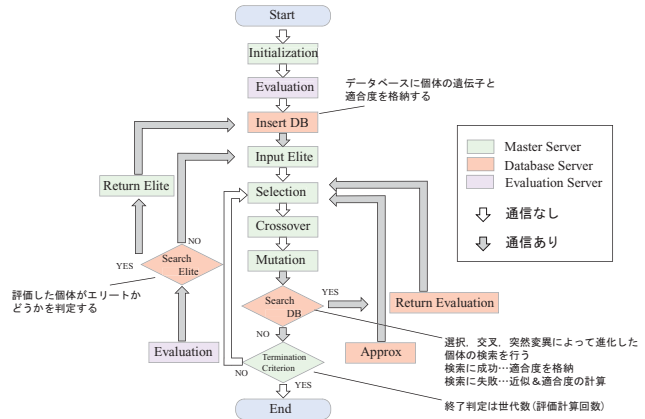 Start
Initialization
Evaluation
データベースに個体の遺伝子と
適合度を格納する
Insert DB
Input Elite
Return Elite
Selection
Crossover
Mutation
Master Server
Database Server
Evaluation Server
通信なし
通信あり
NO
YES
Search
Elite
評価した個体がエリートか
どうかを判定する
Evaluation
Search
DB
YES
NO
Return Evaluation
Approx
選択，交叉，突然変異によって進化した
個体の検索を行う
検索に成功…適合度を格納
検索に失敗…近似＆適合度の計算
Termination
Criterion
NO
YES
終了判定は世代数(評価計算回数)
End